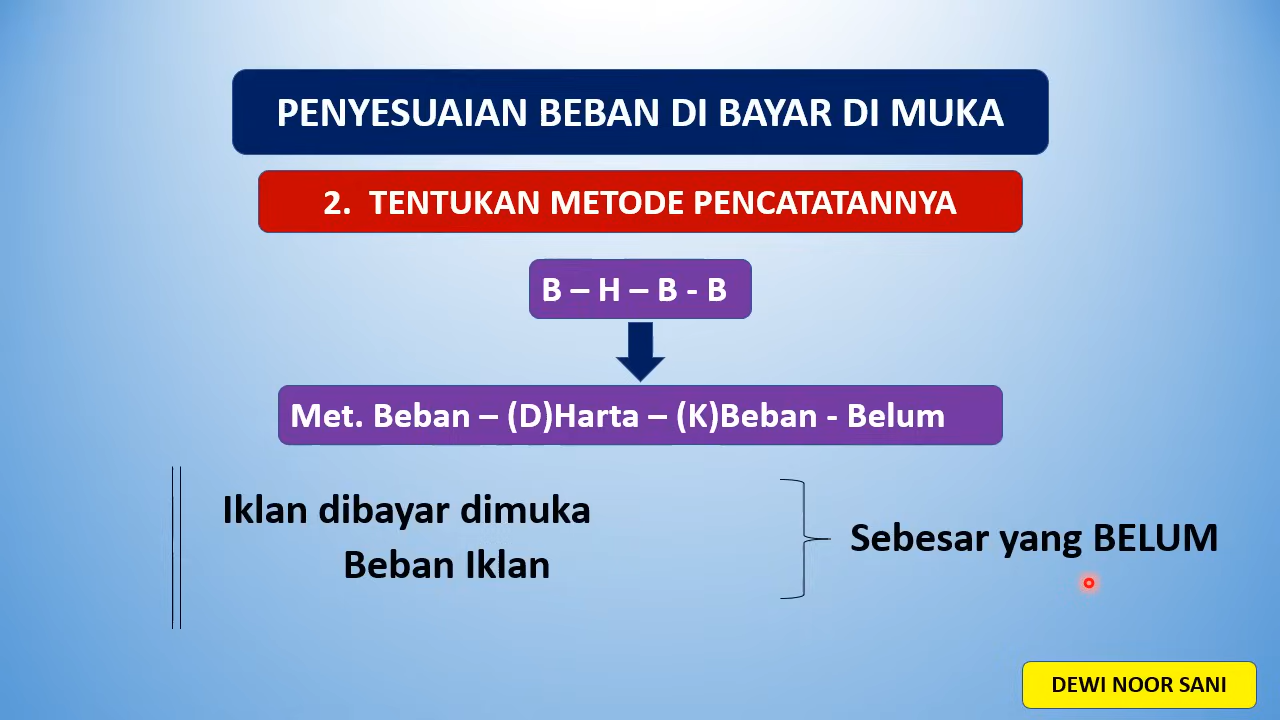 PENYESUAIAN BEBAN DI BAYAR DI MUKA
2. TENTUKAN METODE PENCATATANNYA
B – H – B - B
Met. Beban – (D)Harta – (K)Beban - Belum
Iklan dibayar dimuka
Beban Iklan
Sebesar yang BELUM
DEWI NOOR SANI